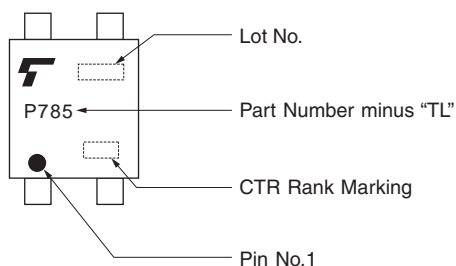 Lot No.
P785
Part Number minus “TL”
CTR Rank Marking
Pin No.1